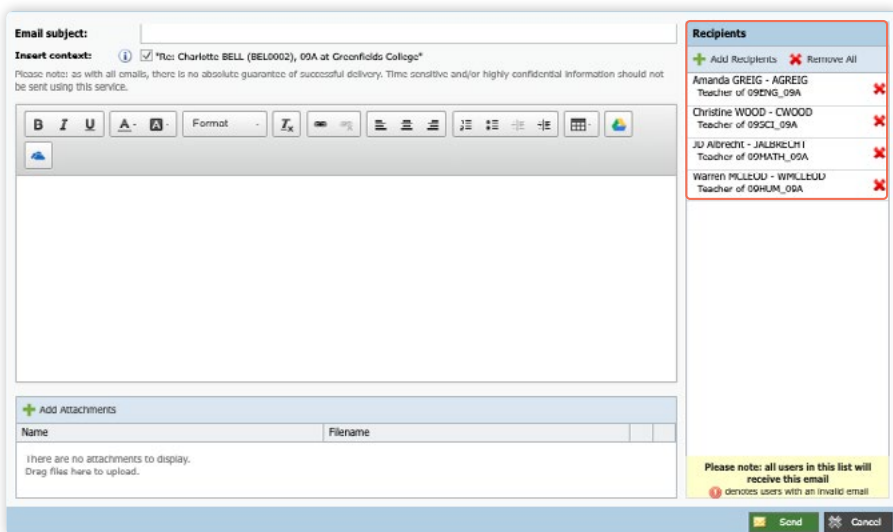 Email subject:
Insert context: i "Re: Charlotte BELL (BEL0002), 09A at Greenfields College"
Please note: as with all emails, there is no absolute guarantee of successful delivery. Time sensitive and/or highly confidential information should not
be sent using this service.
B I U A A Format Tx
Add Attachments
Name Filename
There are no attachments to display.
Drag files here to upload.
Recipients
Add Recipients Remove All
Amanda GREIG - AGREIG
Teacher of 09ENG_09A
Christine WOOD - CWOOD
Teacher of 09SCI_09A
JD Albrecht - JALBRECHT
Teacher of 09MATH_09A
Warren MCLEOD - WMCLEOD
Teacher of 09HUM_09A
Please note: all users in this list will
receive this email
denotes users with an invalid email
Send Cancel